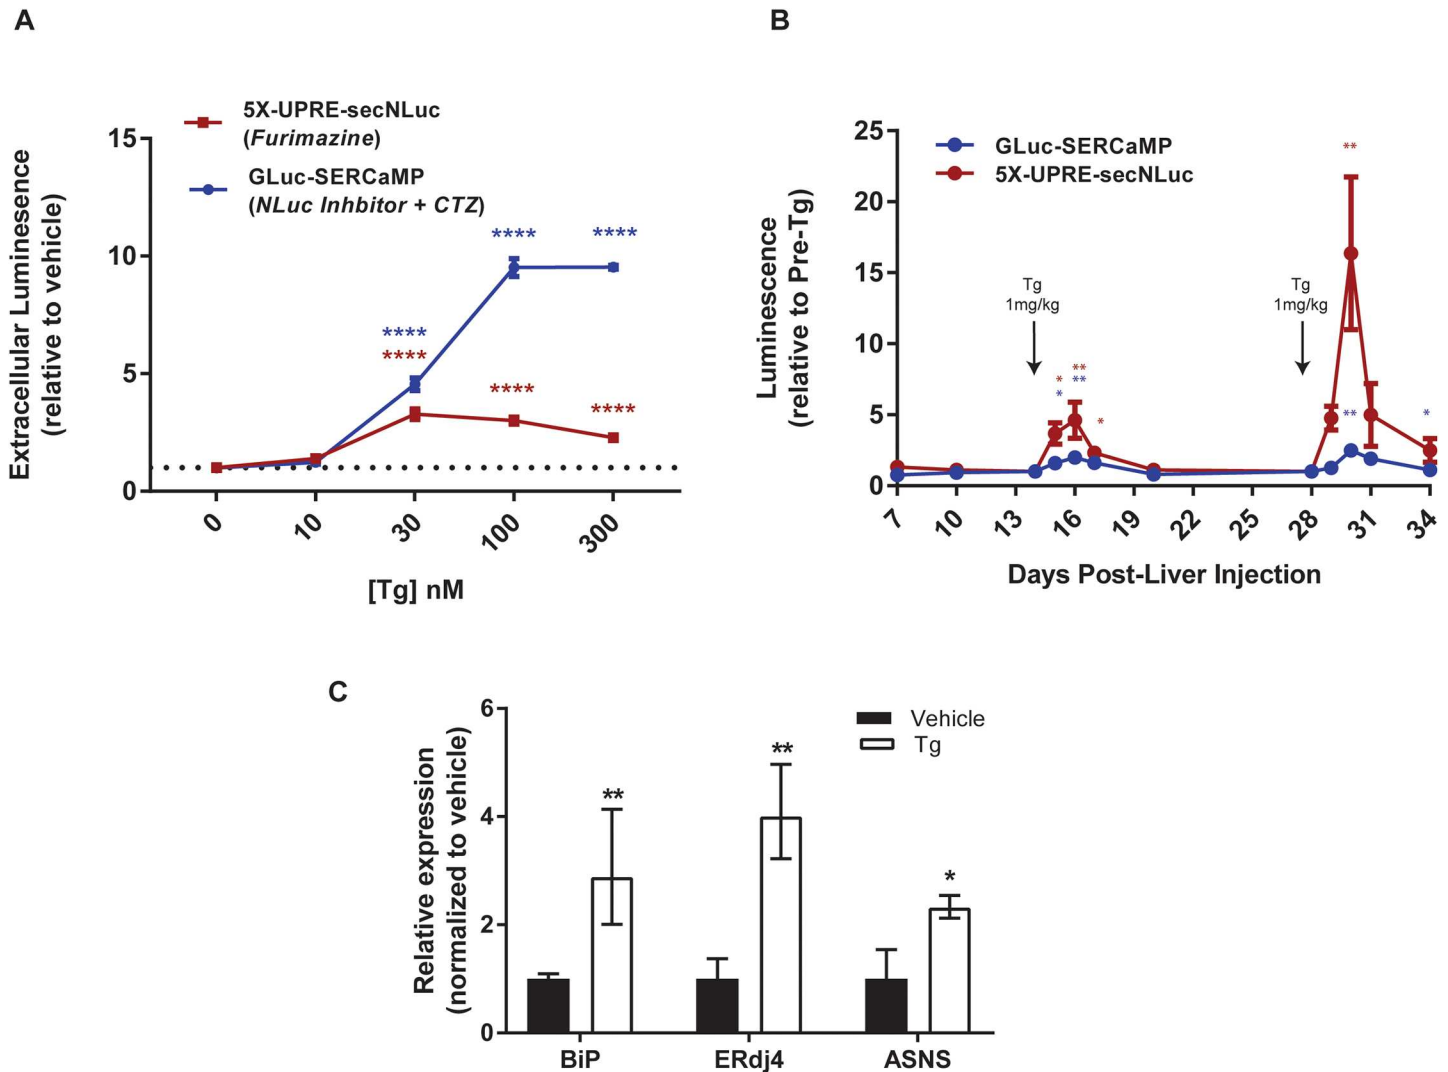 A
5X-UPRE-secNLuc
(Furimazine)
GLuc-SERCaMP
(NLuc Inhbitor + CTZ)
Extracellular Luminesence
(relative to vehicle)
15
10
5
0
****
****
****
****
****
****
0
10
30
100
300
[Tg] nM
B
GLuc-SERCaMP
5X-UPRE-secNLuc
Luminescence
(relative to Pre-Tg)
25
20
15
10
5
0
Tg
1mg/kg
Tg
1mg/kg
*
*
**
**
*
**
**
*
7
10
13
16
19
22
25
28
31
34
Days Post-Liver Injection
C
Vehicle
Tg
Relative expression
(normalized to vehicle)
6
4
2
0
**
**
*
BiP
ERdj4
ASNS